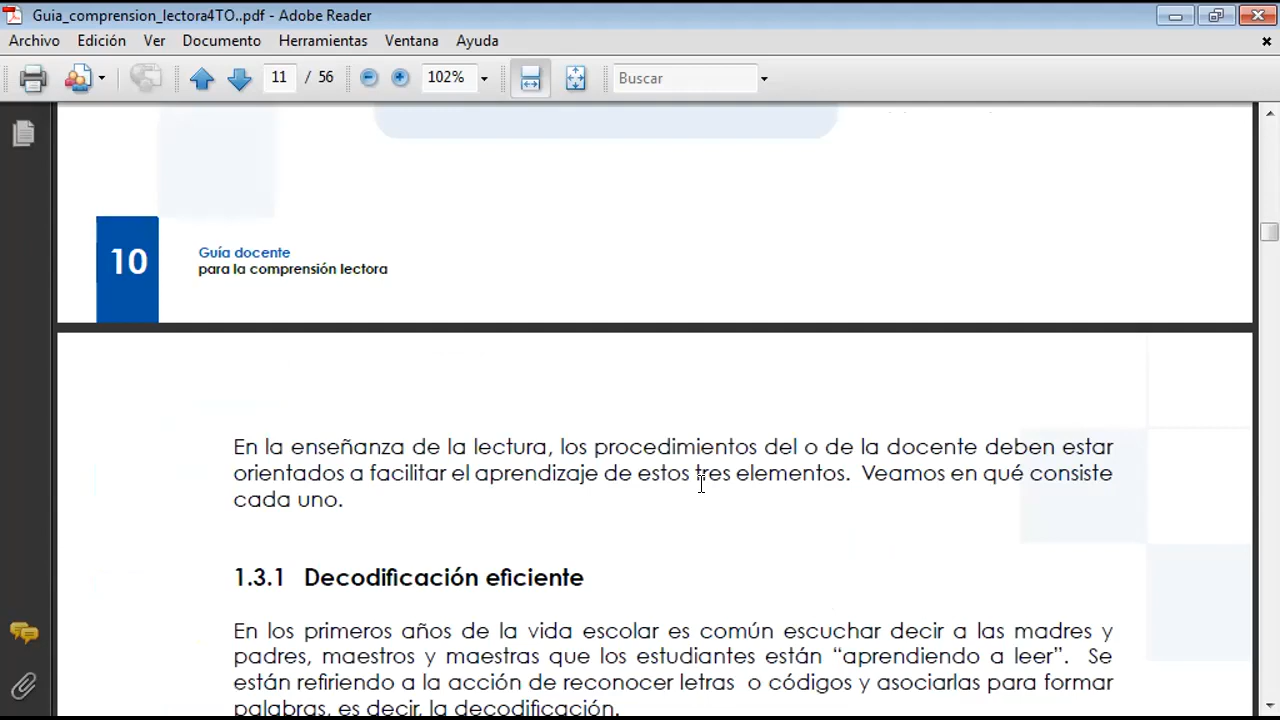 Guia_comprension_lectora4TO..pdf - Adobe Reader
Archivo Edición Ver Documento Herramientas Ventana Ayuda
11 / 56 102% Buscar
10
Guía docente
para la comprensión lectora
En la enseñanza de la lectura, los procedimientos del o de la docente deben estar
orientados a facilitar el aprendizaje de estos tres elementos. Veamos en qué consiste
cada uno.
1.3.1 Decodificación eficiente
En los primeros años de la vida escolar es común escuchar decir a las madres y
padres, maestros y maestras que los estudiantes están “aprendiendo a leer”. Se
están refiriendo a la acción de reconocer letras o códigos y asociarlas para formar
palabras, es decir, la decodificación.